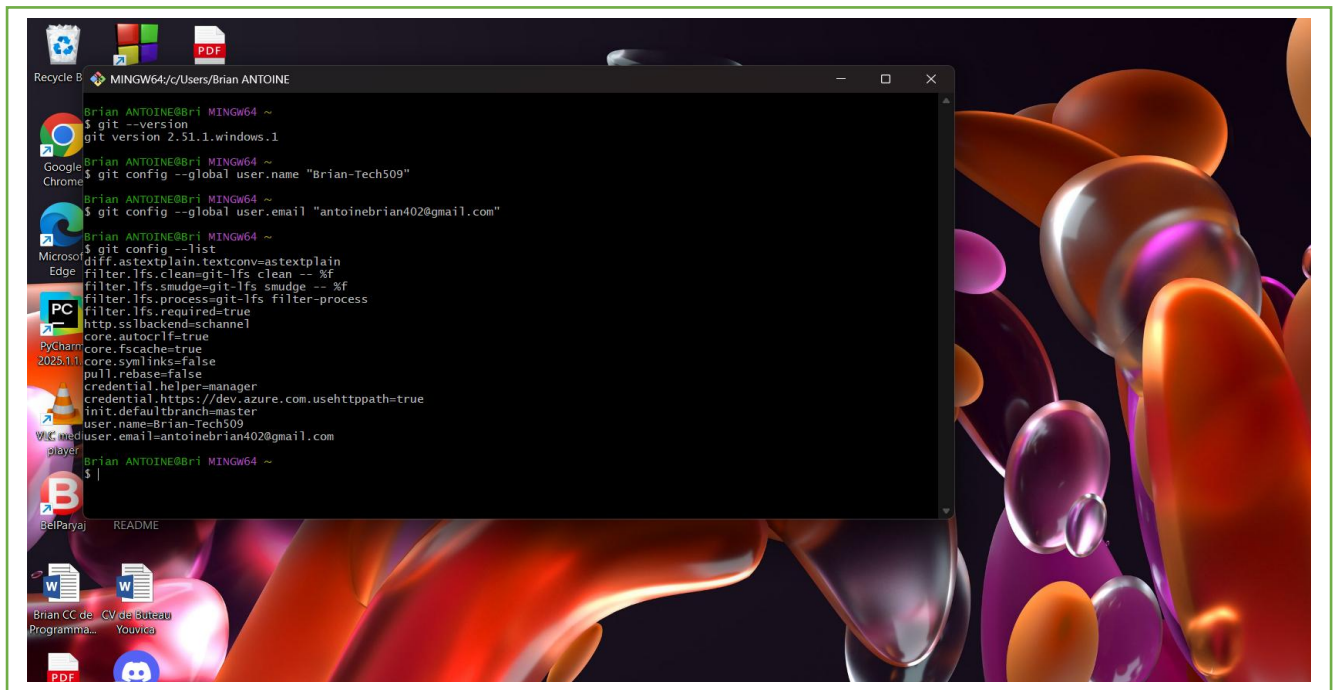 PDF
Recycle B
MINGW64:/c/Users/Brian ANTOINE
Brian ANTOINE@Bri MINGW64 ~
$ git --version
git version 2.51.1.windows.1
Brian ANTOINE@Bri MINGW64 ~
$ git config --global user.name "Brian-Tech509"
Brian ANTOINE@Bri MINGW64 ~
$ git config --global user.email "antoinebrian402@gmail.com"
Brian ANTOINE@Bri MINGW64 ~
$ git config --list
diff.astextplain.textconv=astextplain
filter.lfs.clean=git-lfs clean -- %f
filter.lfs.smudge=git-lfs smudge -- %f
filter.lfs.process=git-lfs filter-process
filter.lfs.required=true
http.sslbackend=schannel
core.autocrlf=true
core.fscache=true
core.symlinks=false
pull.rebase=false
credential.helper=manager
credential.https://dev.azure.com.usehttppath=true
init.defaultbranch=master
user.name=Brian-Tech509
user.email=antoinebrian402@gmail.com
Brian ANTOINE@Bri MINGW64 ~
$
Google
Chrome
Microsof
Edge
PC
PyCharm
2025.1.1.
VLC medi
player
B
BelParyaj
README
W
W
Brian CC de
Programma...
CV de Buteau
Youvica
PDF